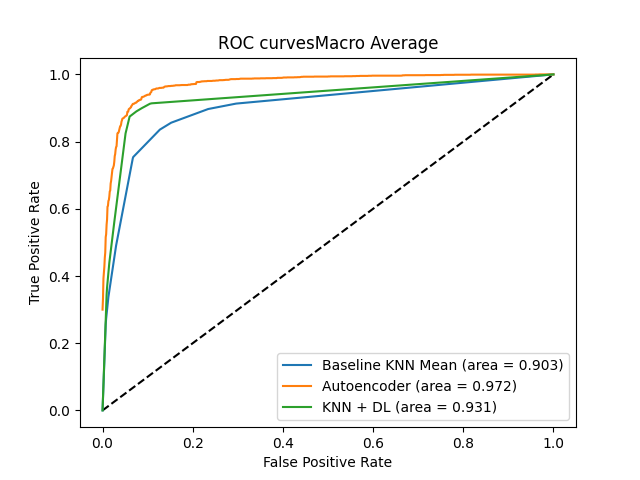 ROC curvesMacro Average
True Positive Rate
1.0
0.8
0.6
0.4
0.2
0.0
Baseline KNN Mean (area = 0.903)
Autoencoder (area = 0.972)
KNN + DL (area = 0.931)
0.0
0.2
0.4
0.6
0.8
1.0
False Positive Rate